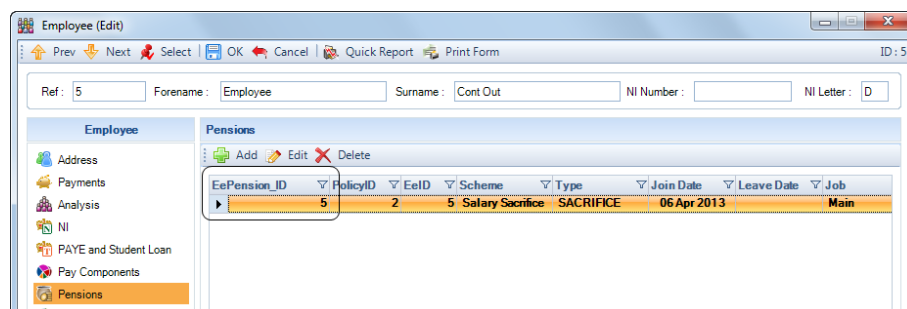 Employee (Edit)
Prev Next Select OK Cancel Quick Report Print Form ID : 5
Ref : 5 Forename : Employee Surname : Cont Out NI Number : NI Letter : D
Employee Pensions
Add Edit Delete
Address
Payments
Analysis
NI
PAYE and Student Loan
Pay Components
Pensions
EePension_ID PolicyID EeID Scheme Type Join Date Leave Date Job
5 2 5 Salary Sacrifice SACRIFICE 06 Apr 2013 Main